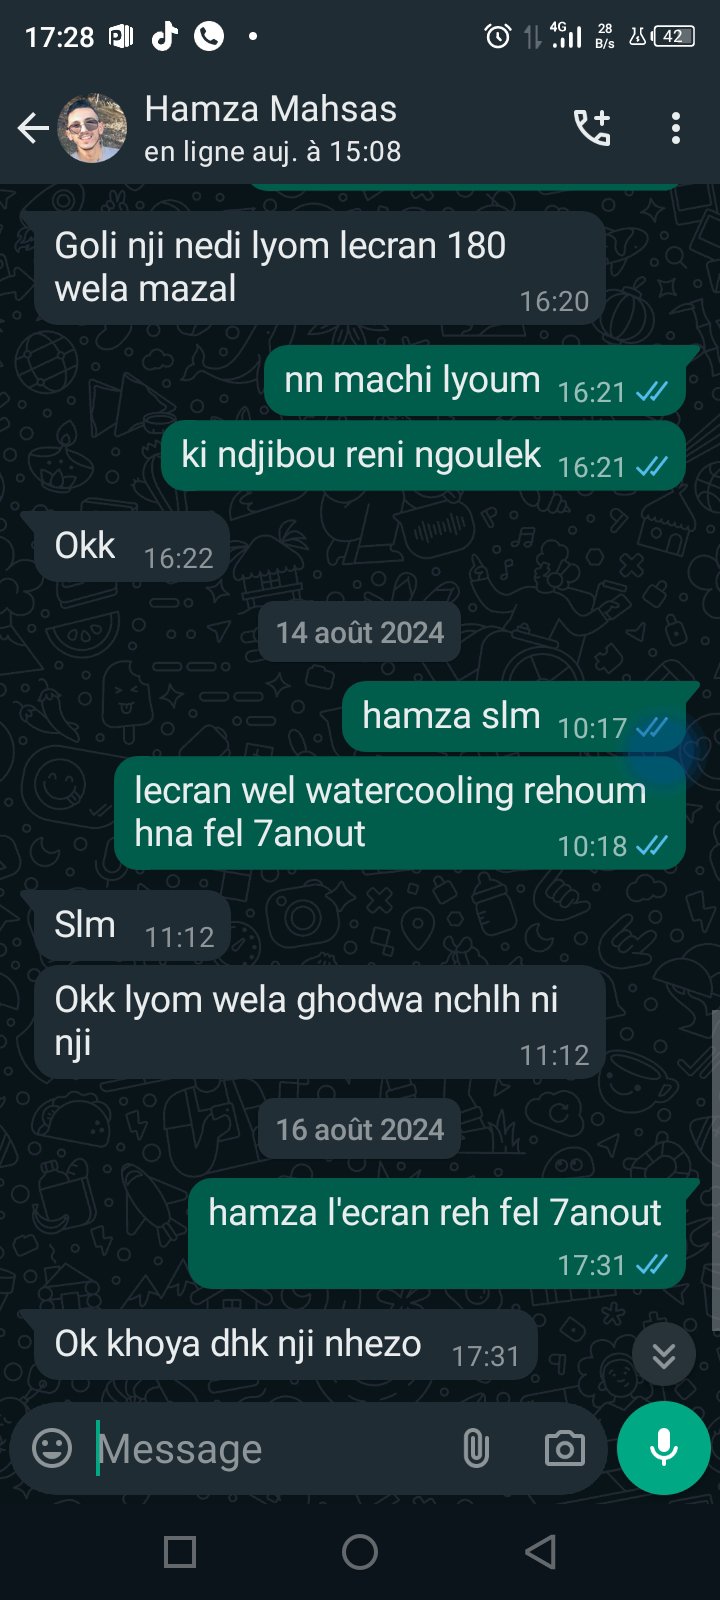 17:28
4G
28
B/s
42
Hamza Mahsas
en ligne auj. à 15:08
Goli nji nedi lyom lecran 180
wela mazal
16:20
nn machi lyoum 16:21
ki ndjibou reni ngoulek 16:21
Okk 16:22
14 août 2024
hamza slm 10:17
lecran wel watercooling rehoum
hna fel 7anout 10:18
Slm 11:12
Okk lyom wela ghodwa nchlh ni
nji 11:12
16 août 2024
hamza l'ecran reh fel 7anout
17:31
Ok khoya dhk nji nhezo 17:31
Message